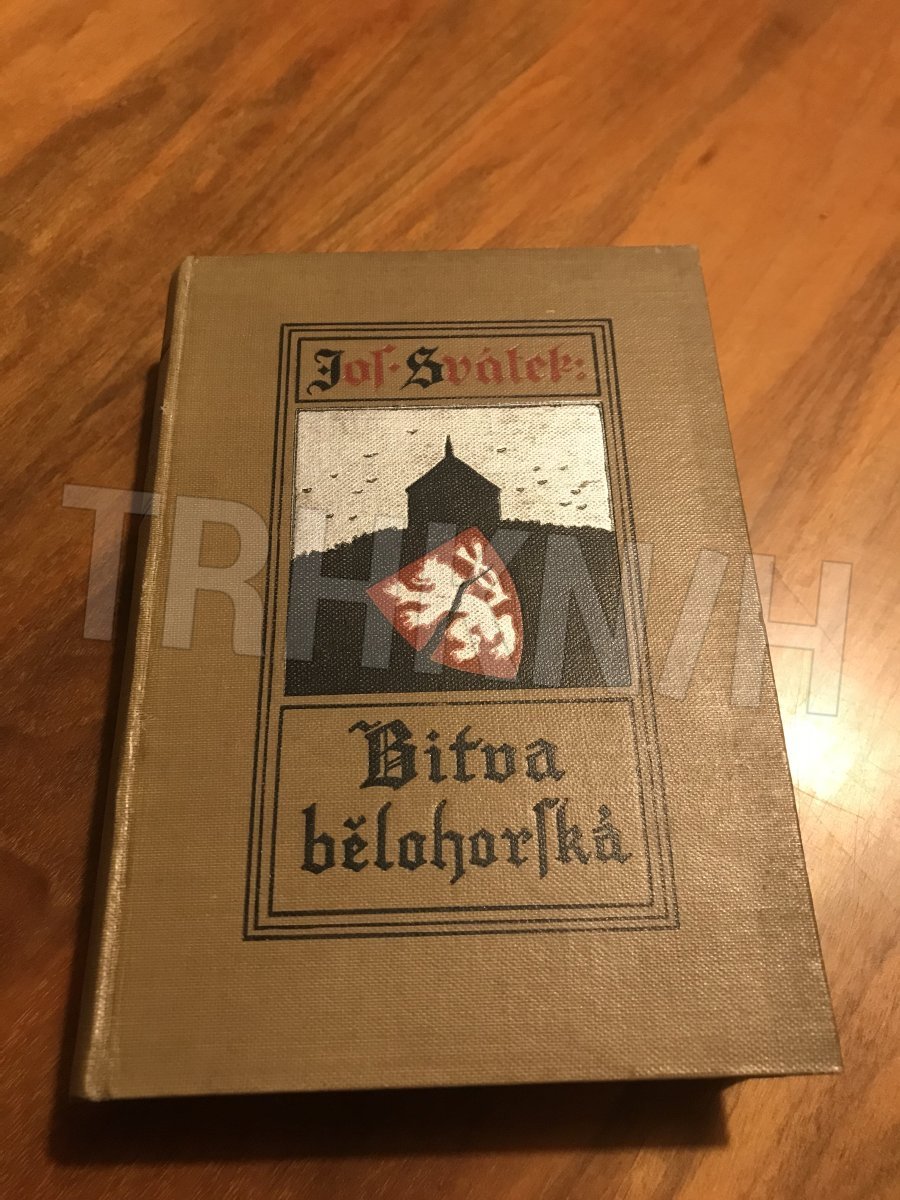 Jos. Svátek:
TRHKNIH
Bitva
bělohorſká